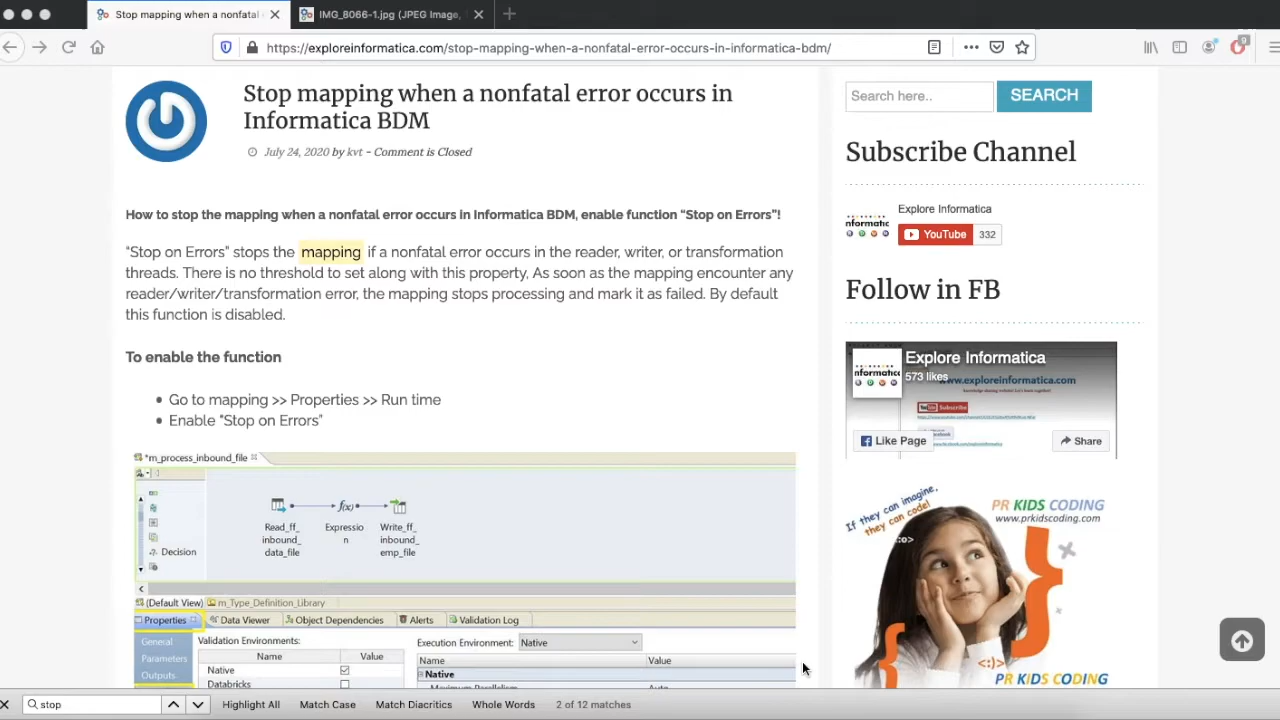 Stop mapping when a nonfatal
IMG_8066-1.jpg (JPEG Image,
https://exploreinformatica.com/stop-mapping-when-a-nonfatal-error-occurs-in-informatica-bdm/
Stop mapping when a nonfatal error occurs in
Informatica BDM
July 24, 2020 by kvt - Comment is Closed
How to stop the mapping when a nonfatal error occurs in Informatica BDM, enable function “Stop on Errors”!
“Stop on Errors” stops the mapping if a nonfatal error occurs in the reader, writer, or transformation
threads. There is no threshold to set along with this property, As soon as the mapping encounter any
reader/writer/transformation error, the mapping stops processing and mark it as failed. By default
this function is disabled.
To enable the function
Go to mapping >> Properties >> Run time
Enable “Stop on Errors”
*m_process_inbound_file
Decision
Read_ff_
inbound_
data_file
Expressio
n
Write_ff_
inbound_
emp_file
(Default View) m_Type_Definition_Library
Properties Data Viewer Object Dependencies Alerts Validation Log
General
Parameters
Outputs
Validation Environments:
Name Value
Native
Databricks
Execution Environment: Native
Name Value
Native
Maximum Parallelism Auto
Search here.. SEARCH
Subscribe Channel
nformatica
Explore Informatica
YouTube 332
Follow in FB
nformatica
Explore Informatica
573 likes
www.exploreinformatica.com
Subscribe
Like Page Share
If they can imagine,
they can code!
<:o>
PR KIDS CODING
www.prkidscoding.com
<:)>
PR KIDS CODING
stop Highlight All Match Case Match Diacritics Whole Words 2 of 12 matches